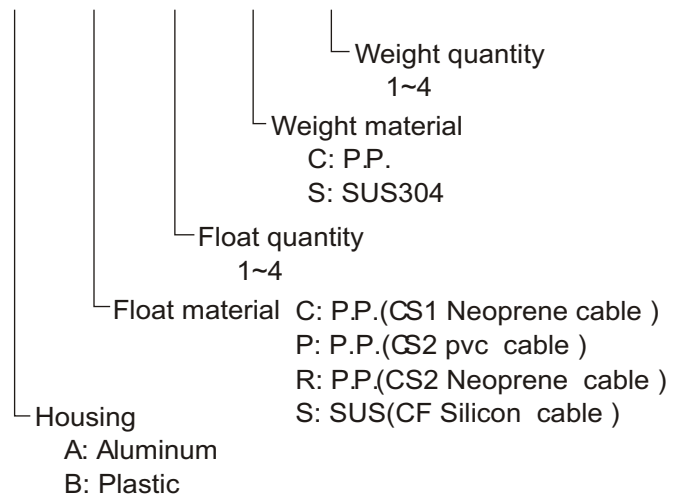 Weight quantity
1~4
Weight material
C: P.P.
S: SUS304
Float quantity
1~4
Float material C: P.P.(CS1 Neoprene cable )
P: P.P.(CS2 pvc cable )
R: P.P.(CS2 Neoprene cable )
Housing S: SUS(CF Silicon cable )
A: Aluminum
B: Plastic